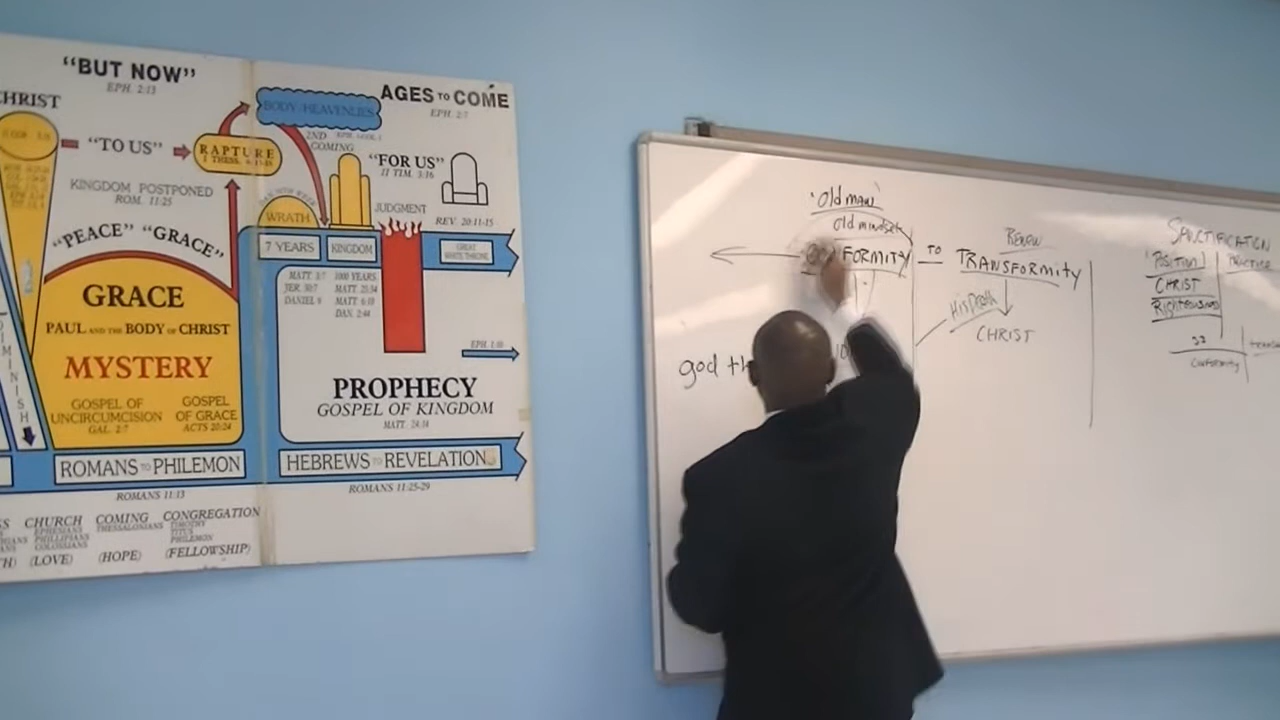 "BUT NOW"
EPH. 2:13
CHRIST
"TO US"
RAPTURE
KINGDOM POSTPONED
ROM. 11:25
"PEACE" "GRACE"
GRACE
PAUL AND THE BODY OF CHRIST
MYSTERY
GOSPEL OF UNCIRCUMCISION
GAL. 2:7
GOSPEL OF GRACE
ACTS 20:24
DIMINISH
ROMANS TO PHILEMON
ROMANS 11:13
CHURCH
EPHESIANS
PHILLIPIANS
COLOSSIANS
(LOVE)
COMING
THESSALONIANS
(HOPE)
CONGREGATION
TIMOTHY
TITUS
PHILEMON
(FELLOWSHIP)
BODY HEAVENLIES
AGES TO COME
EPH. 2:7
2ND COMING
"FOR US"
II TIM. 3:16
WRATH
JUDGMENT
REV. 20:11-15
7 YEARS
KINGDOM
GREAT
WHITE THRONE
MATT 3:7
JER. 30:7
DANIEL 9
1000 YEARS
MATT. 25:34
MATT. 6:10
DAN. 2:44
EPH. 1:10
PROPHECY
GOSPEL OF KINGDOM
MATT. 24:14
HEBREWS TO REVELATION
ROMANS 11:25-29
'Old man'
Old mindset
FORMITY
TO
Renew
TRANSFORMITY
His Death
CHRIST
god th
SANCTIFICATION
POSITION
PRACTICE
CHRIST
Righteousness
CONFORMITY